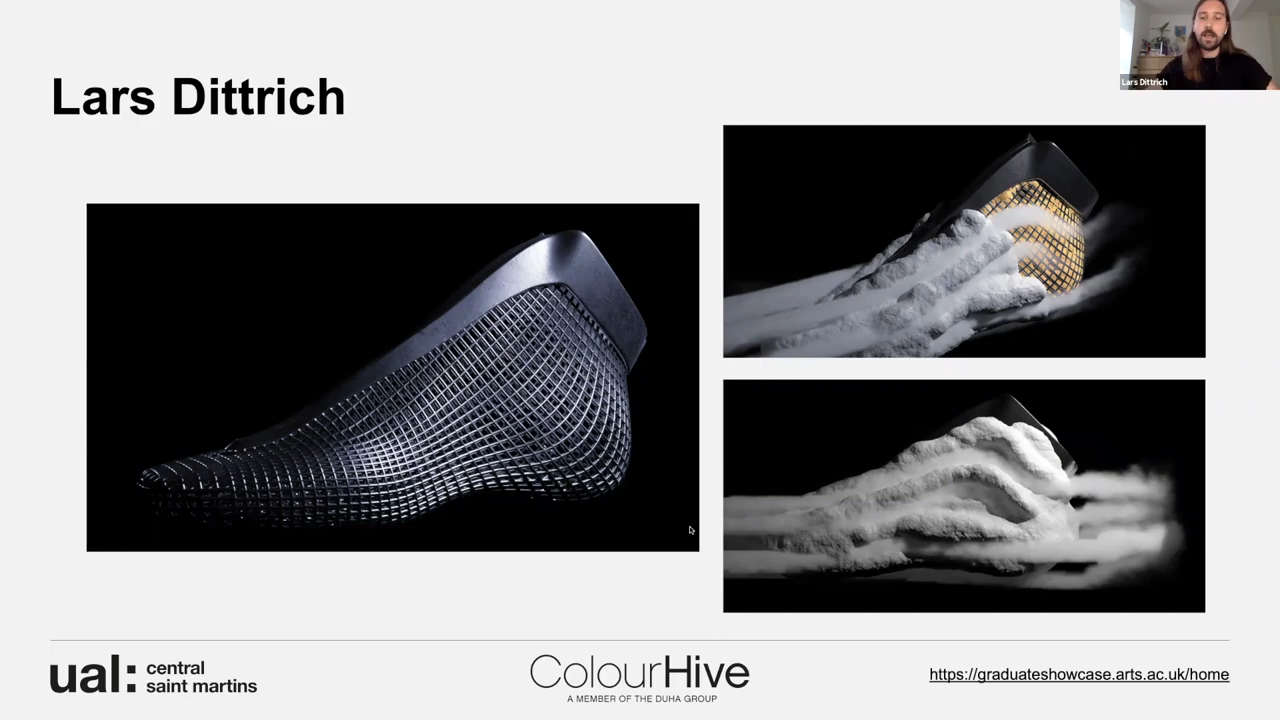 Lars Dittrich
Lars Dittrich
ual: central
saint martins
ColourHive
A MEMBER OF THE DUHA GROUP
https://graduateshowcase.arts.ac.uk/home